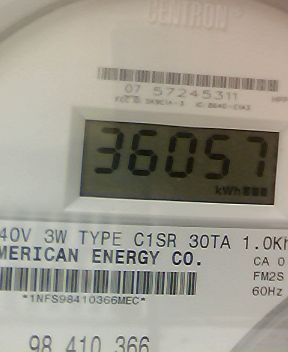 CENTRON®
07 57245311
36057
kWh
40V 3W TYPE C1SR 30TA 1.0Kh
MERICAN ENERGY CO.
CA 0
FM2S
*1NFS98410366MEC*
60Hz
98 410 366